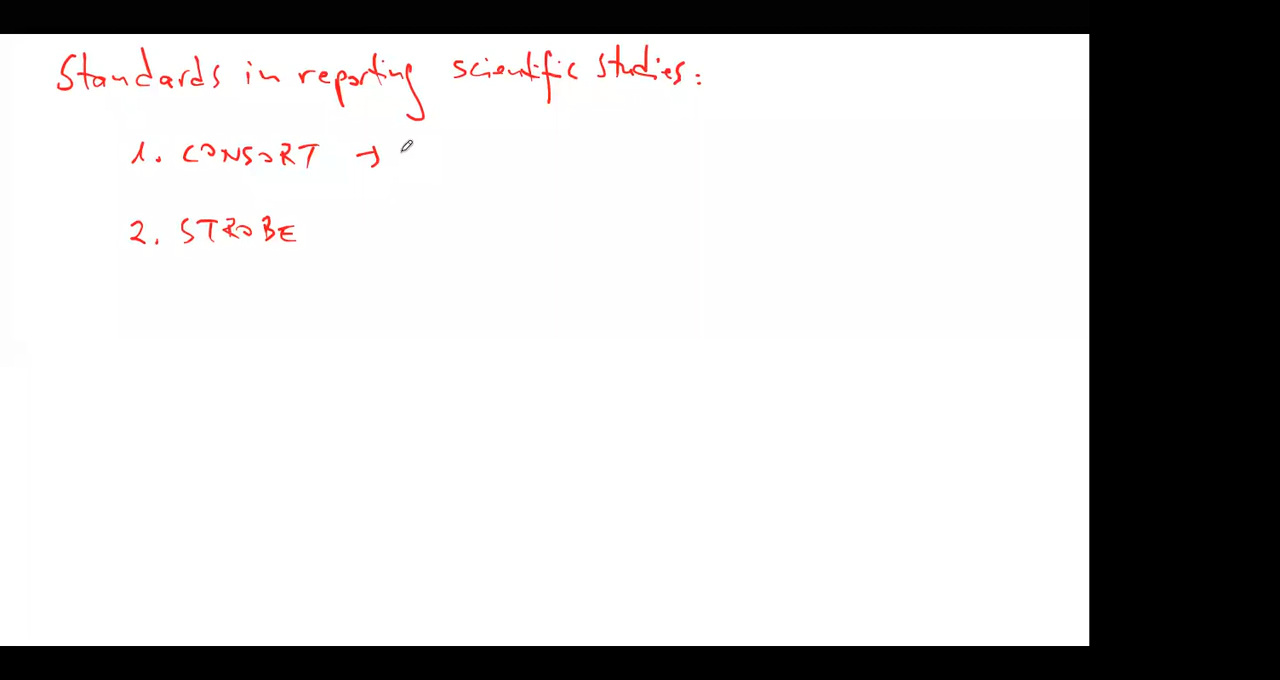 Standards in reporting scientific studies:
1. CONSORT →
2. STROBE